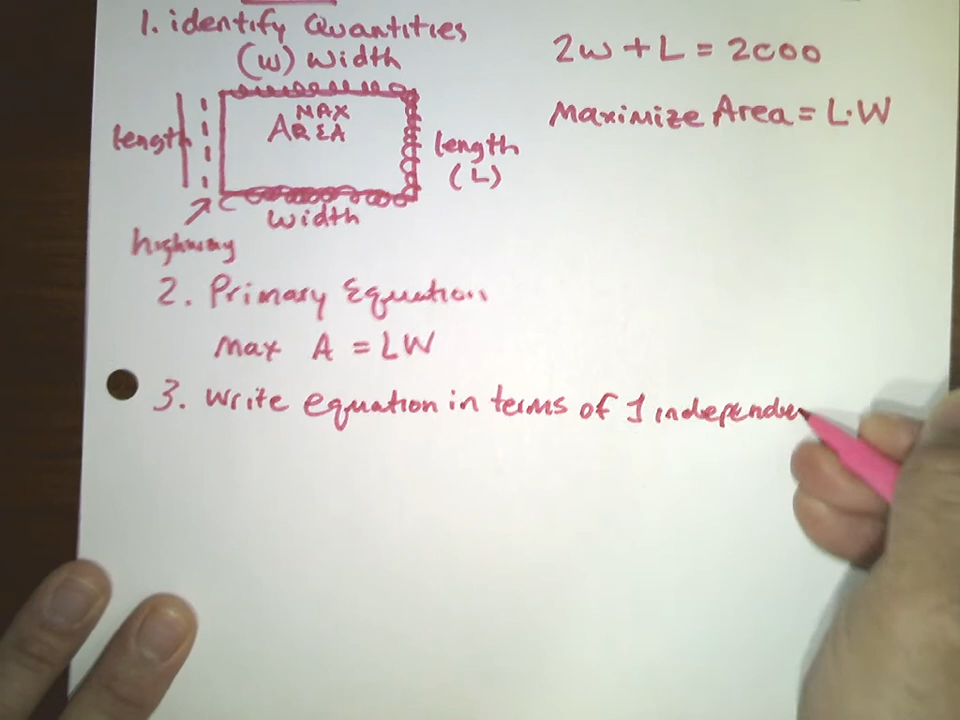 1. identify Quantities
(w) width
2w + L = 2000
Maximize Area = L·W
MAX
AREA
length
length
(L)
width
highway
2. Primary Equation
max A = LW
3. write equation in terms of 1 independe